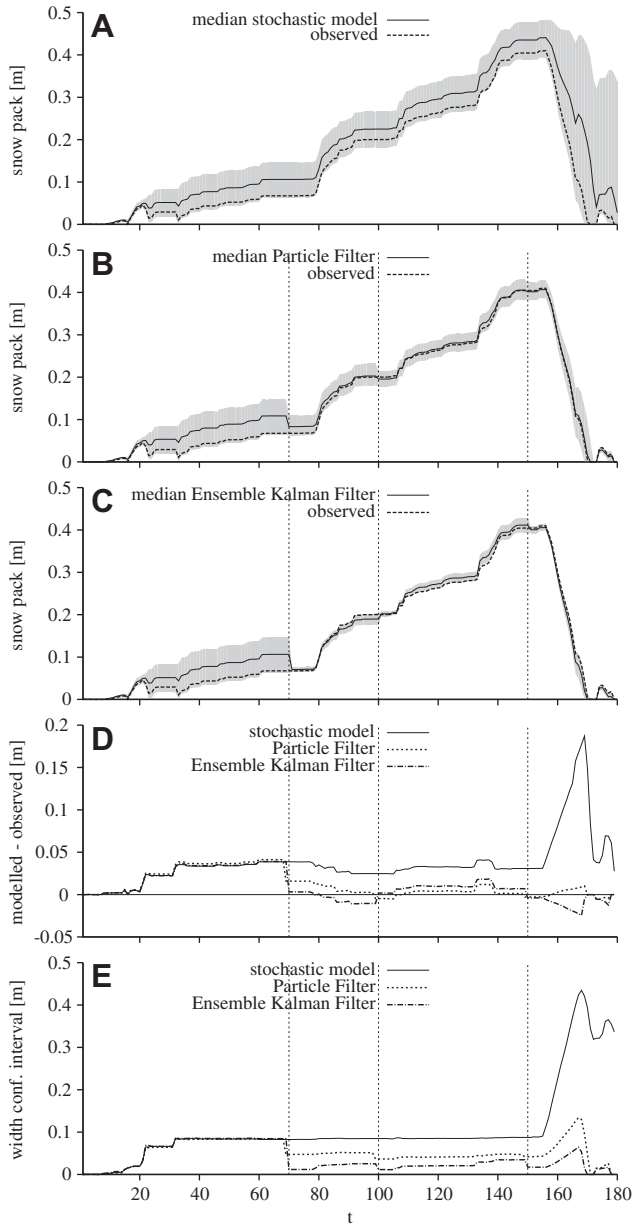 A
median stochastic model
observed
0.5
0.4
0.3
0.2
0.1
0
snow pack [m]
B
median Particle Filter
observed
0.5
0.4
0.3
0.2
0.1
0
snow pack [m]
C
median Ensemble Kalman Filter
observed
0.5
0.4
0.3
0.2
0.1
0
snow pack [m]
D
stochastic model
Particle Filter
Ensemble Kalman Filter
0.2
0.15
0.1
0.05
0
-0.05
modelled - observed [m]
E
stochastic model
Particle Filter
Ensemble Kalman Filter
0.5
0.4
0.3
0.2
0.1
0
width conf. interval [m]
20 40 60 80 100 120 140 160 180
t